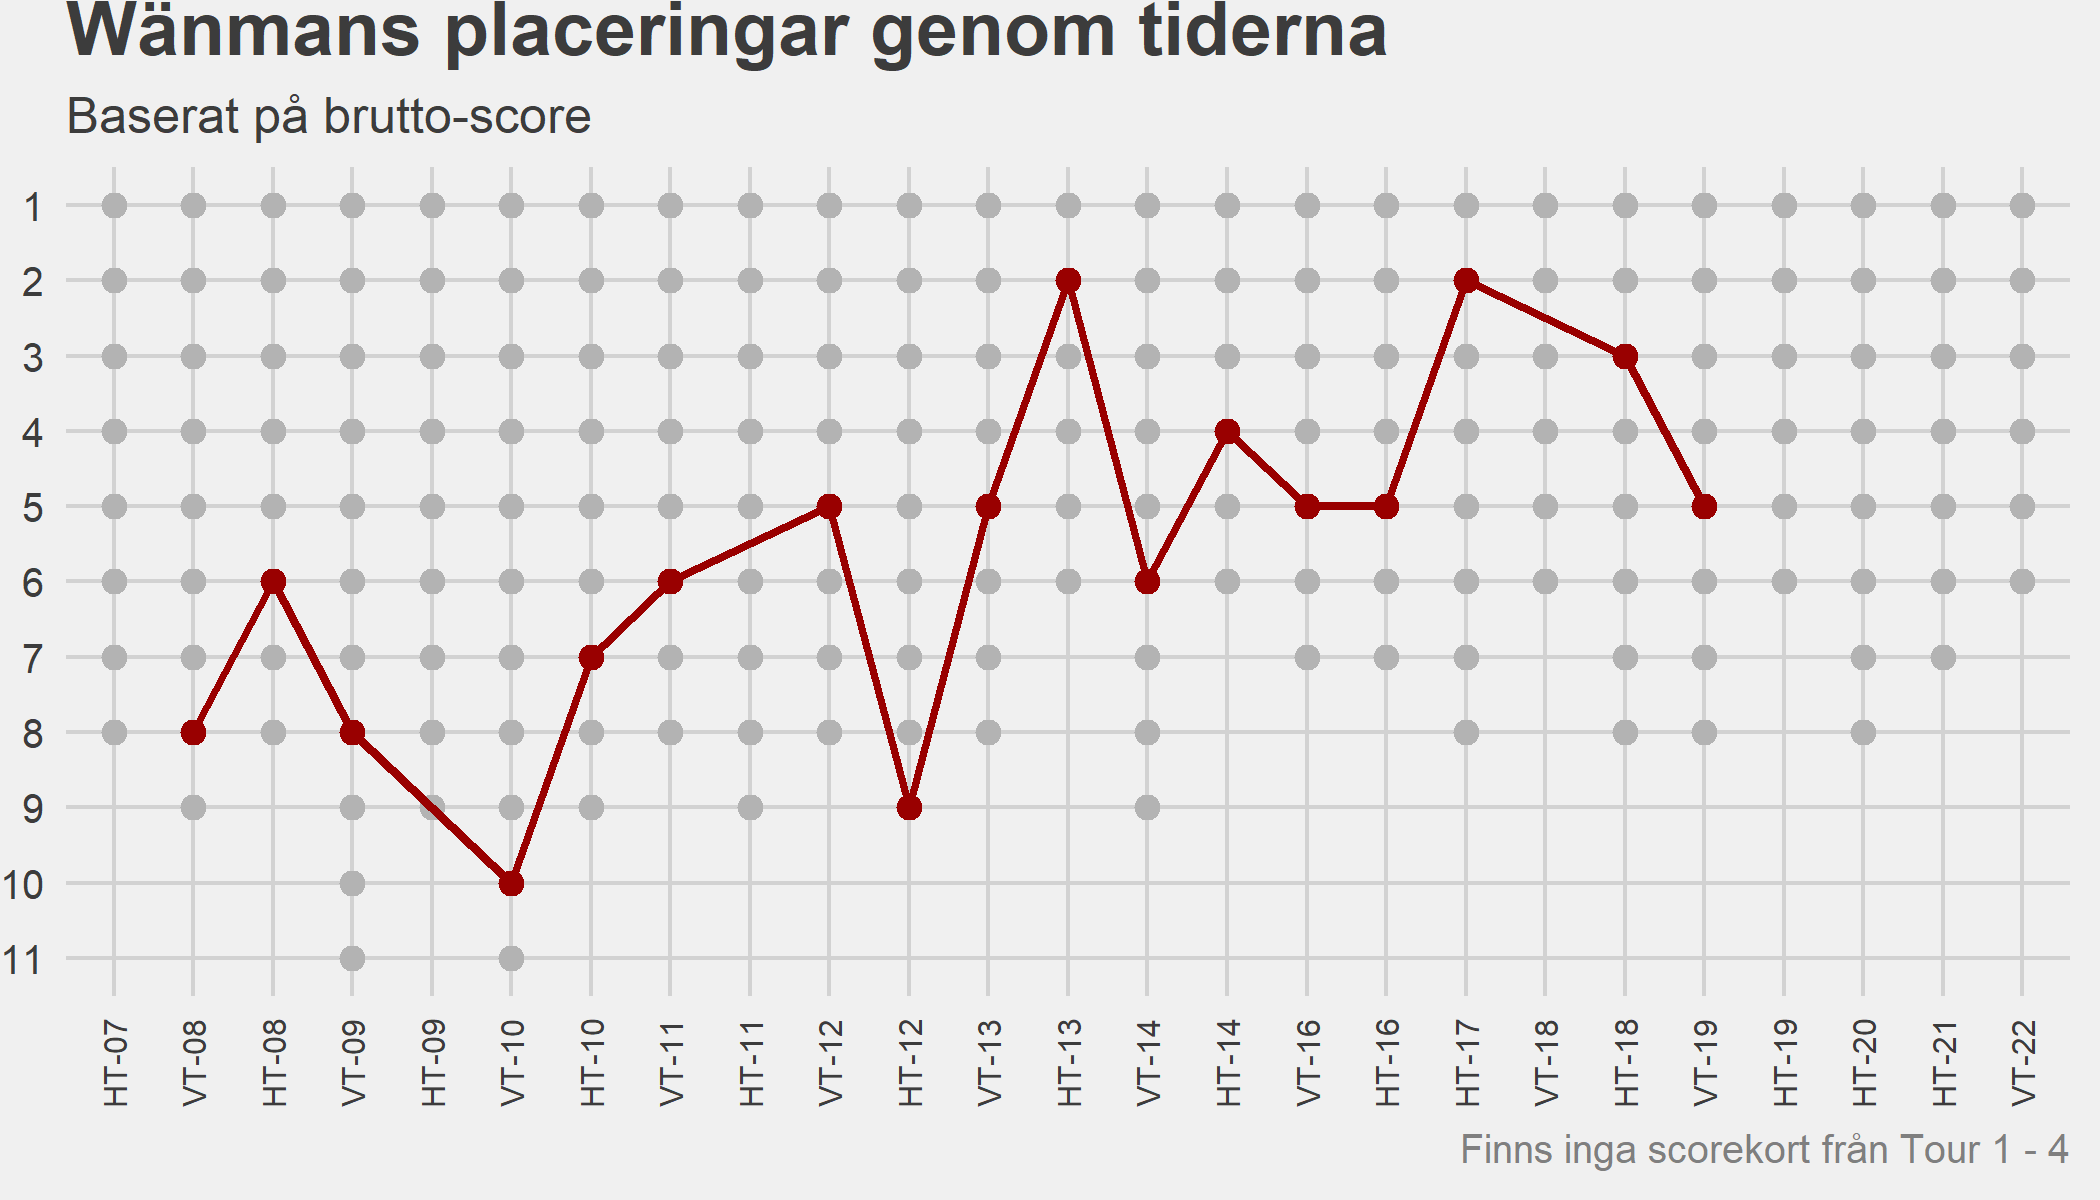 Wänmans placeringar genom tiderna
Baserat på brutto-score
1
2
3
4
5
6
7
8
9
10
11
HT-07
VT-08
HT-08
VT-09
HT-09
VT-10
HT-10
VT-11
HT-11
VT-12
HT-12
VT-13
HT-13
VT-14
HT-14
VT-16
HT-16
HT-17
VT-18
HT-18
VT-19
HT-19
HT-20
HT-21
VT-22
Finns inga scorekort från Tour 1 - 4